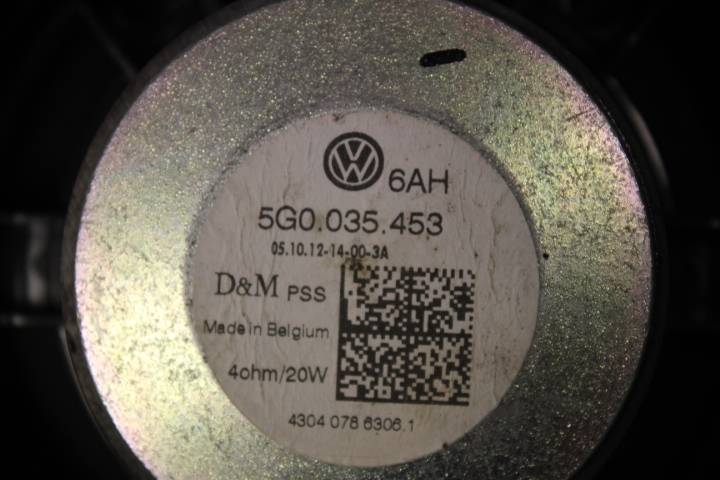 VW 6AH
5G0.035.453
05.10.12-14-00-3A
D&M PSS
Made in Belgium
4ohm/20W
4304 078 6306.1